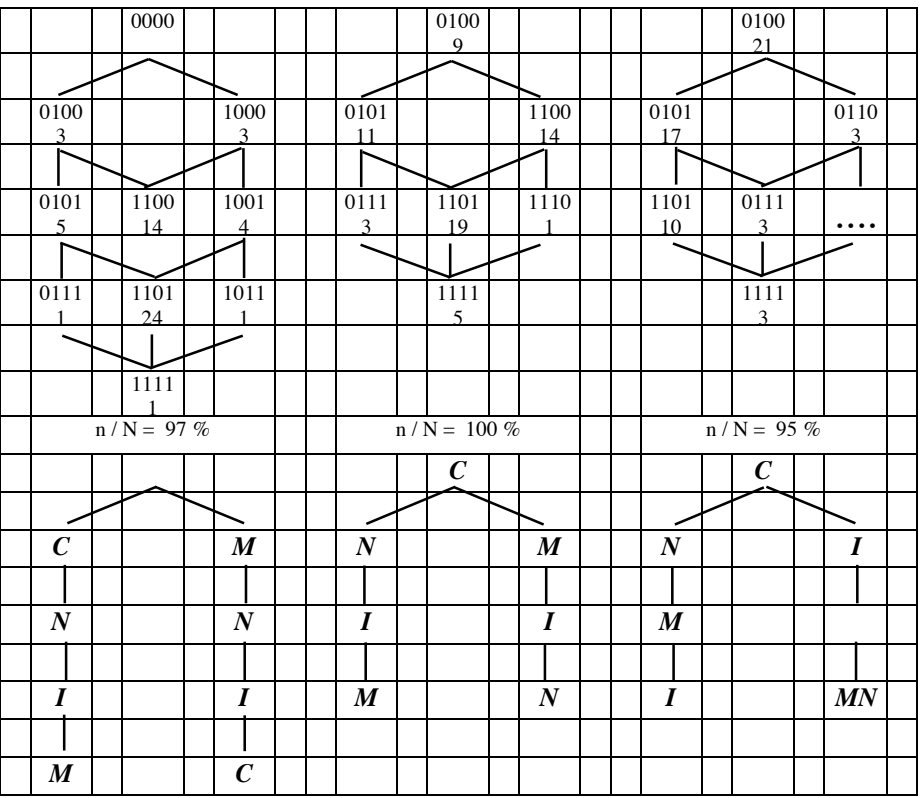 0000 0100 0100
9 21
0100 1000 0101 1100 0101 0110
3 3 11 14 17 3
0101 1100 1001 0111 1101 1110 1101 0111 ....
5 14 4 3 19 1 10 3
0111 1101 1011 1111 1111
1 24 1 5 3
1111
1
n / N = 97 % n / N = 100 % n / N = 95 %
C C
C M N M N I
N N I I M
I I M N I MN
M C